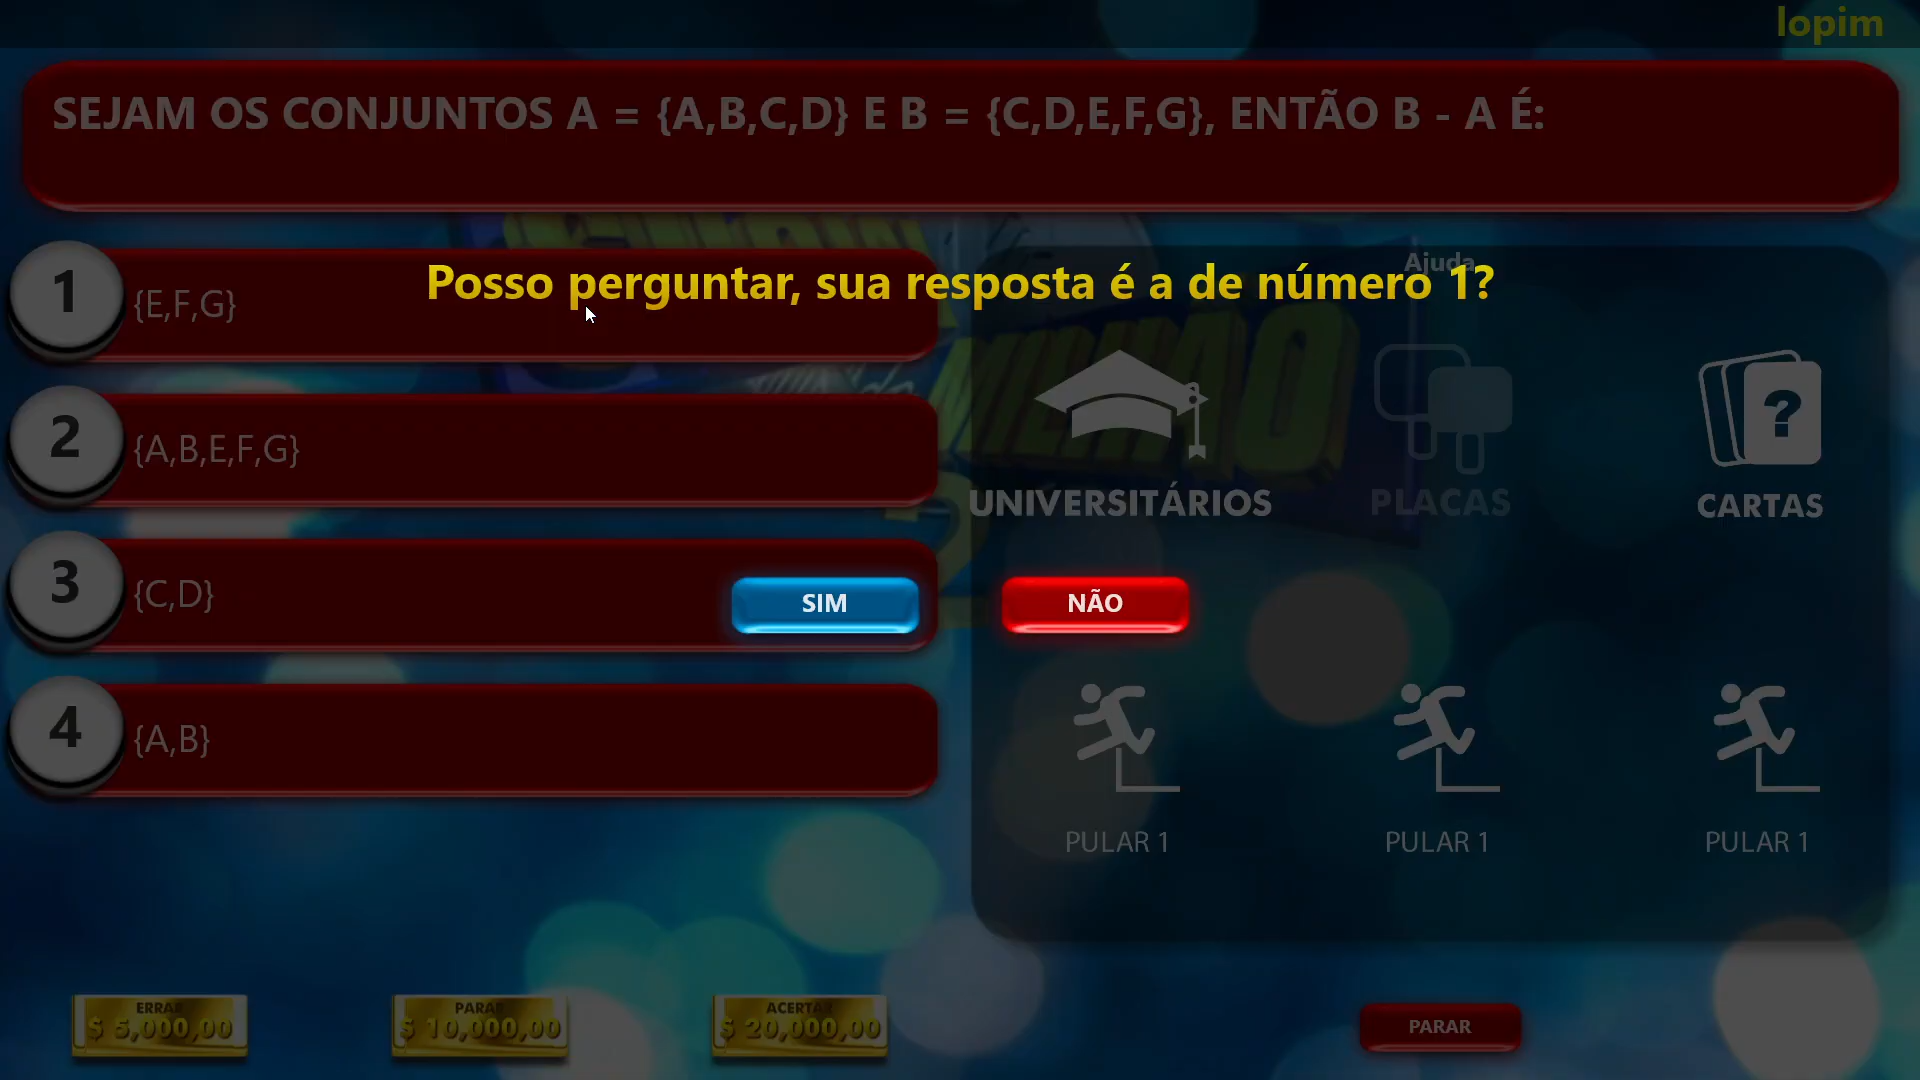 lopim
SEJAM OS CONJUNTOS A = {A,B,C,D} E B = {C,D,E,F,G}, ENTÃO B - A É:
Posso perguntar, sua resposta é a de número 1?
Ajuda
1 {E,F,G}
2 {A,B,E,F,G}
3 {C,D}
4 {A,B}
SIM
NÃO
MILHAO
UNIVERSITÁRIOS
PLACAS
? CARTAS
PULAR 1
PULAR 1
PULAR 1
ERRAR
$ 5,000,00
PARAR
$ 10,000,00
ACERTAR
$ 20,000,00
PARAR